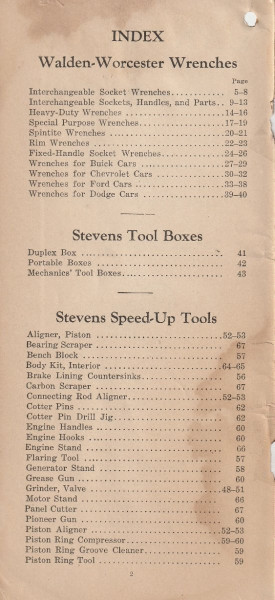 INDEX
Walden-Worcester Wrenches
Page
Interchangeable Socket Wrenches............ 5–8
Interchangeable Sockets, Handles, and Parts.. 9–13
Heavy-Duty Wrenches ........................ 14–16
Special Purpose Wrenches.................... 17–19
Spintite Wrenches .......................... 20–21
Rim Wrenches ............................... 22–23
Fixed-Handle Socket Wrenches................ 24–26
Wrenches for Buick Cars .................... 27–29
Wrenches for Chevrolet Cars ................ 30–32
Wrenches for Ford Cars ..................... 33–38
Wrenches for Dodge Cars..................... 39–40
Stevens Tool Boxes
Duplex Box ................................. 41
Portable Boxes ............................. 42
Mechanics' Tool Boxes....................... 43
Stevens Speed-Up Tools
Aligner, Piston ............................ 52–53
Bearing Scraper ............................ 67
Bench Block ................................ 57
Body Kit, Interior ......................... 64–65
Brake Lining Countersinks................... 56
Carbon Scraper ............................. 67
Connecting Rod Aligner...................... 52–53
Cotter Pins ................................ 62
Cotter Pin Drill Jig........................ 62
Engine Handles ............................. 60
Engine Hooks ............................... 60
Engine Stand ............................... 66
Flaring Tool ............................... 57
Generator Stand ............................ 58
Grease Gun ................................. 60
Grinder, Valve ............................. 48–51
Motor Stand ................................ 66
Panel Cutter ............................... 67
Pioneer Gun ................................ 60
Piston Aligner ............................. 52–53
Piston Ring Compressor...................... 59–60
Piston Ring Groove Cleaner.................. 59
Piston Ring Tool ........................... 59
2